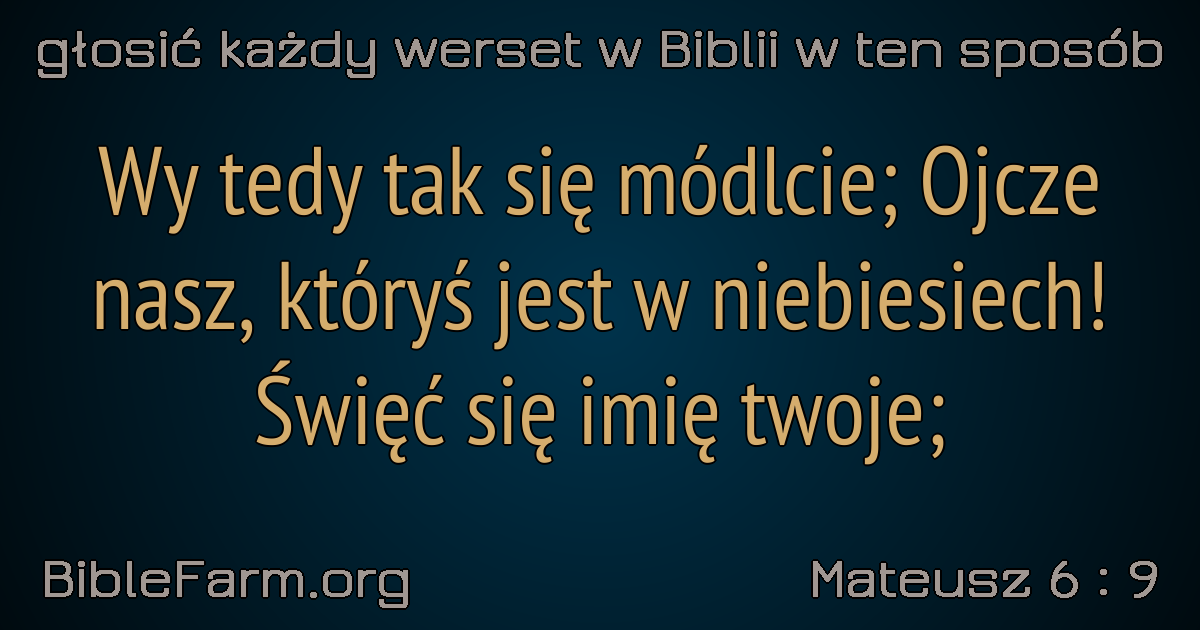 głosić każdy werset w Biblii w ten sposób
Wy tedy tak się módlcie; Ojcze
nasz, któryś jest w niebiesiech!
Święć się imię twoje;
BibleFarm.org
Mateusz 6 : 9